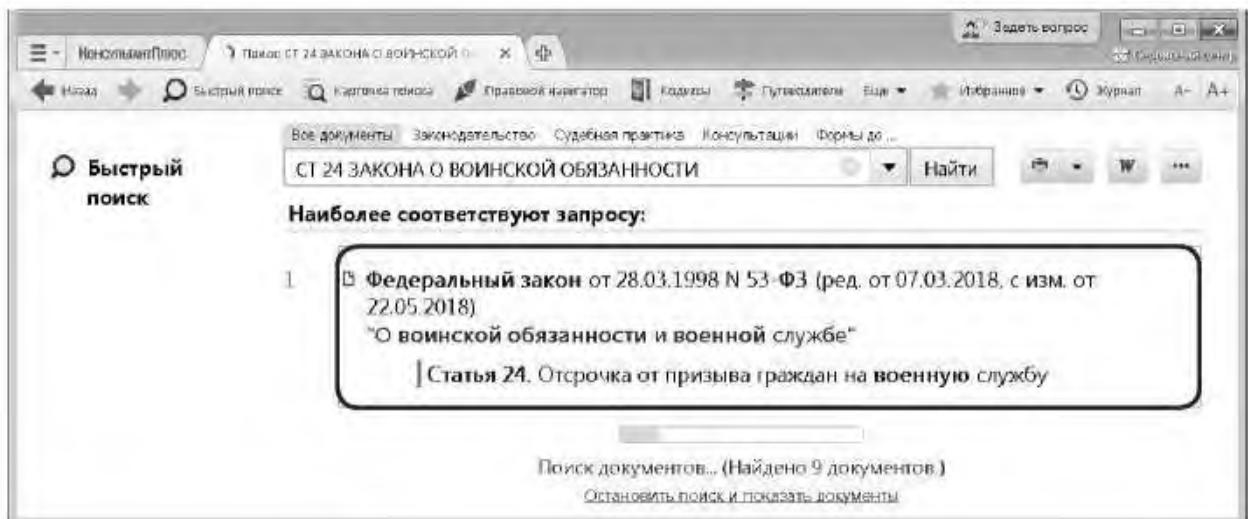 Задать вопрос
КонсультантПлюс
Поиск: СТ 24 ЗАКОНА О ВОИНСКОЙ О
Назад Быстрый поиск Карточка поиска Правовой навигатор Кодексы Путеводители Еще Избранное Журнал А- А+
Все документы Законодательство Судебная практика Консультации Формы до ...
Быстрый
поиск
СТ 24 ЗАКОНА О ВОИНСКОЙ ОБЯЗАННОСТИ
Найти
W
Наиболее соответствуют запросу:
1
Федеральный закон от 28.03.1998 N 53-ФЗ (ред. от 07.03.2018, с изм. от
22.05.2018)
"О воинской обязанности и военной службе"
Статья 24. Отсрочка от призыва граждан на военную службу
Поиск документов... (Найдено 9 документов )
Остановить поиск и показать документы